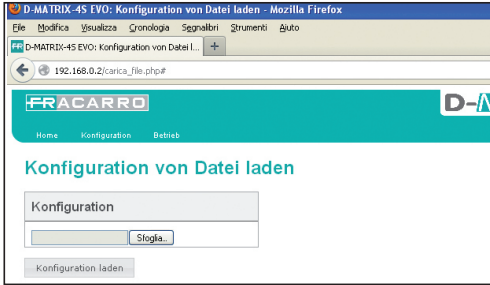 D-MATRIX-4S EVO: Konfiguration von Datei laden - Mozilla Firefox
File Modifica Visualizza Cronologia Segnalibri Strumenti Aiuto
FR D-MATRIX-4S EVO: Konfiguration von Datei l... +
192.168.0.2/carica_file.php#
FRACARRO D-M
Home Konfiguration Betrieb
Konfiguration von Datei laden
Konfiguration
Sfoglia...
Konfiguration laden